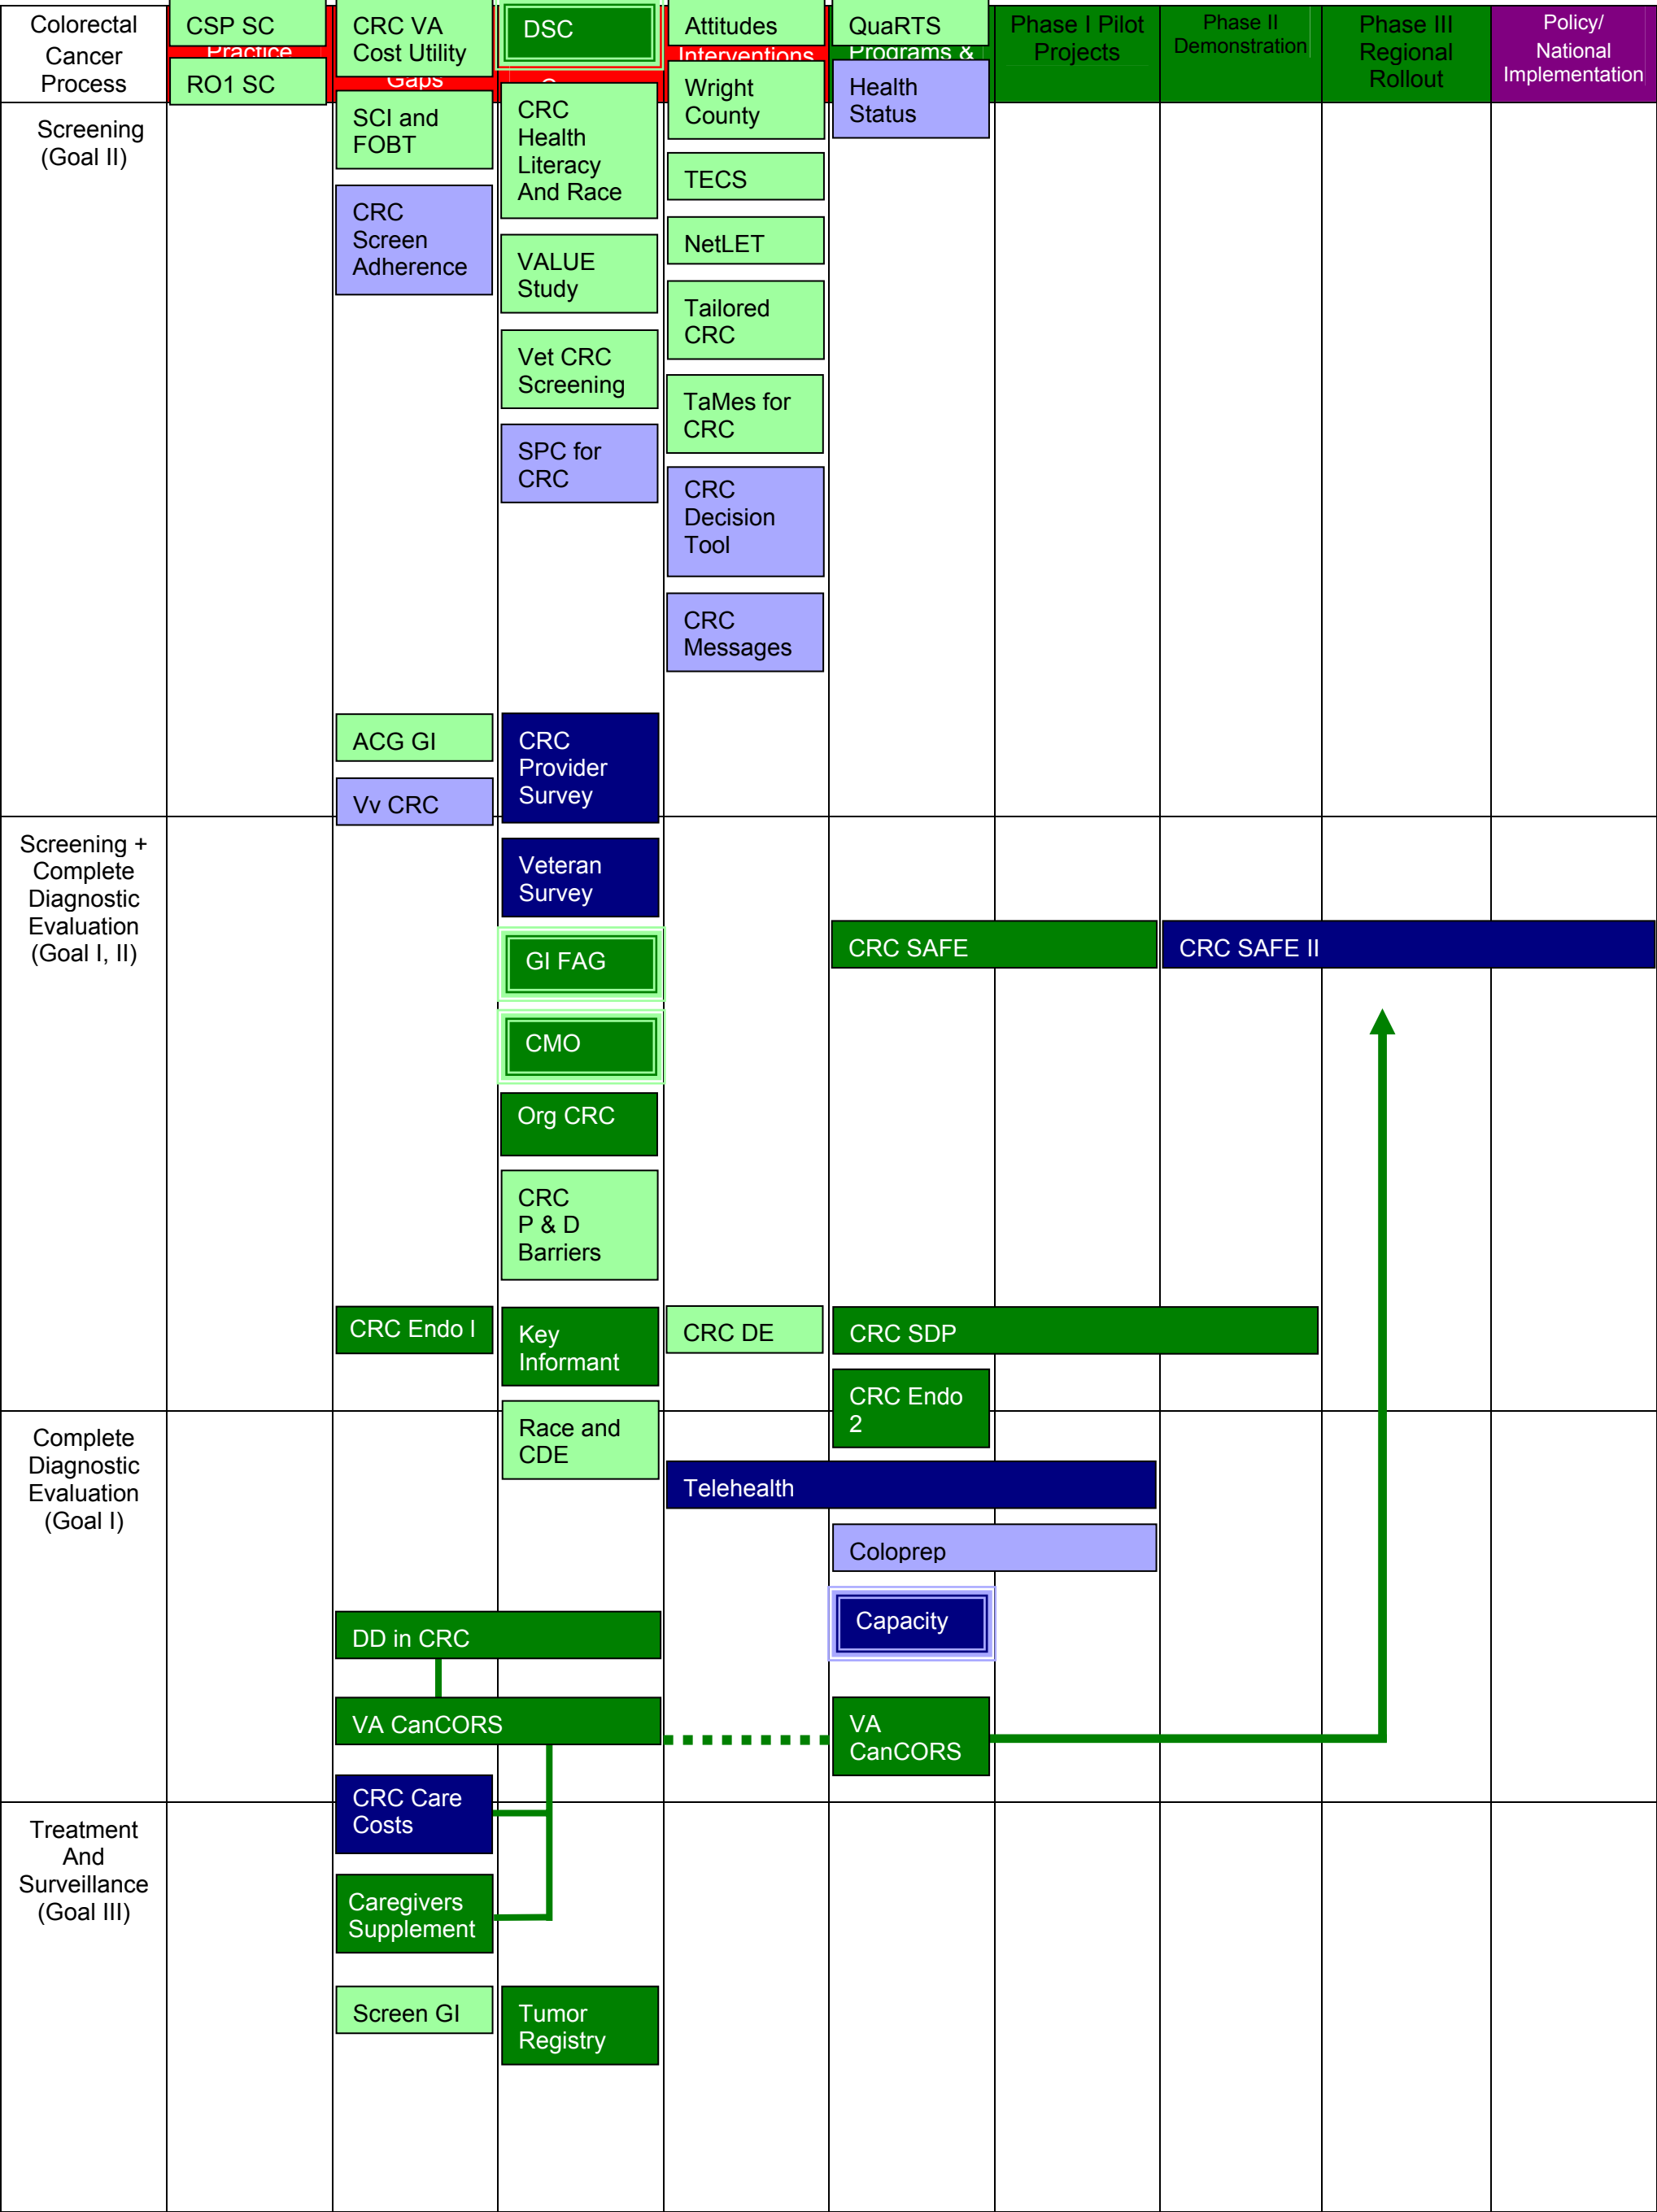 Colorectal
Cancer
Process
CSP SC
Practice
RO1 SC
CRC VA
Cost Utility
Gaps
DSC
Attitudes
Interventions
QuaRTS
Programs &
Phase I Pilot
Projects
Phase II
Demonstration
Phase III
Regional
Rollout
Policy/
National
Implementation
Screening
(Goal II)
SCI and
FOBT
CRC
Screen
Adherence
CRC
Health
Literacy
And Race
VALUE
Study
Vet CRC
Screening
SPC for
CRC
Wright
County
TECS
NetLET
Tailored
CRC
TaMes for
CRC
CRC
Decision
Tool
CRC
Messages
Health
Status
ACG GI
Vv CRC
CRC
Provider
Survey
Screening +
Complete
Diagnostic
Evaluation
(Goal I, II)
Veteran
Survey
GI FAG
CMO
Org CRC
CRC
P & D
Barriers
CRC SAFE
CRC SAFE II
CRC Endo I
Key
Informant
CRC DE
CRC SDP
CRC Endo
2
Complete
Diagnostic
Evaluation
(Goal I)
Race and
CDE
Telehealth
Coloprep
Capacity
DD in CRC
VA CanCORS
VA
CanCORS
CRC Care
Costs
Treatment
And
Surveillance
(Goal III)
Caregivers
Supplement
Screen GI
Tumor
Registry